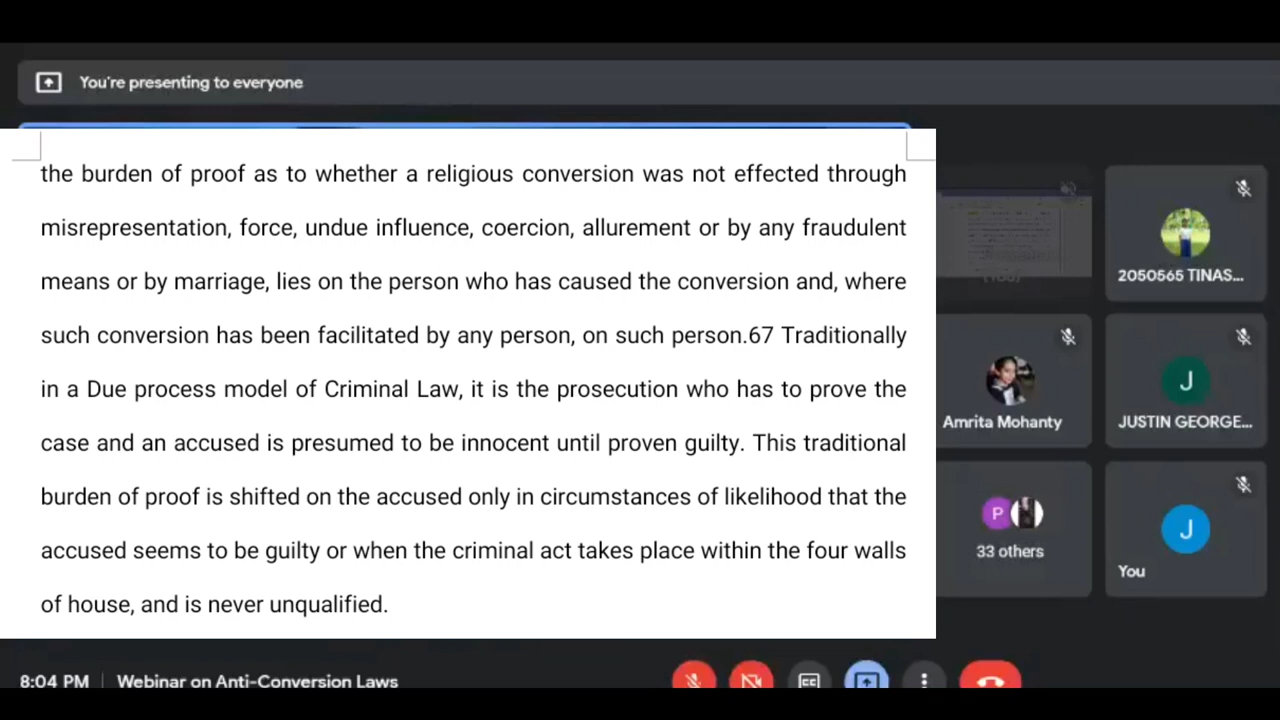 You're presenting to everyone
the burden of proof as to whether a religious conversion was not effected through
misrepresentation, force, undue influence, coercion, allurement or by any fraudulent
means or by marriage, lies on the person who has caused the conversion and, where
such conversion has been facilitated by any person, on such person.67 Traditionally
in a Due process model of Criminal Law, it is the prosecution who has to prove the
case and an accused is presumed to be innocent until proven guilty. This traditional
burden of proof is shifted on the accused only in circumstances of likelihood that the
accused seems to be guilty or when the criminal act takes place within the four walls
of house, and is never unqualified.
2050565 TINAS...
Amrita Mohanty
J
JUSTIN GEORGE...
P
33 others
J
You
8:04 PM | Webinar on Anti-Conversion Laws
CC